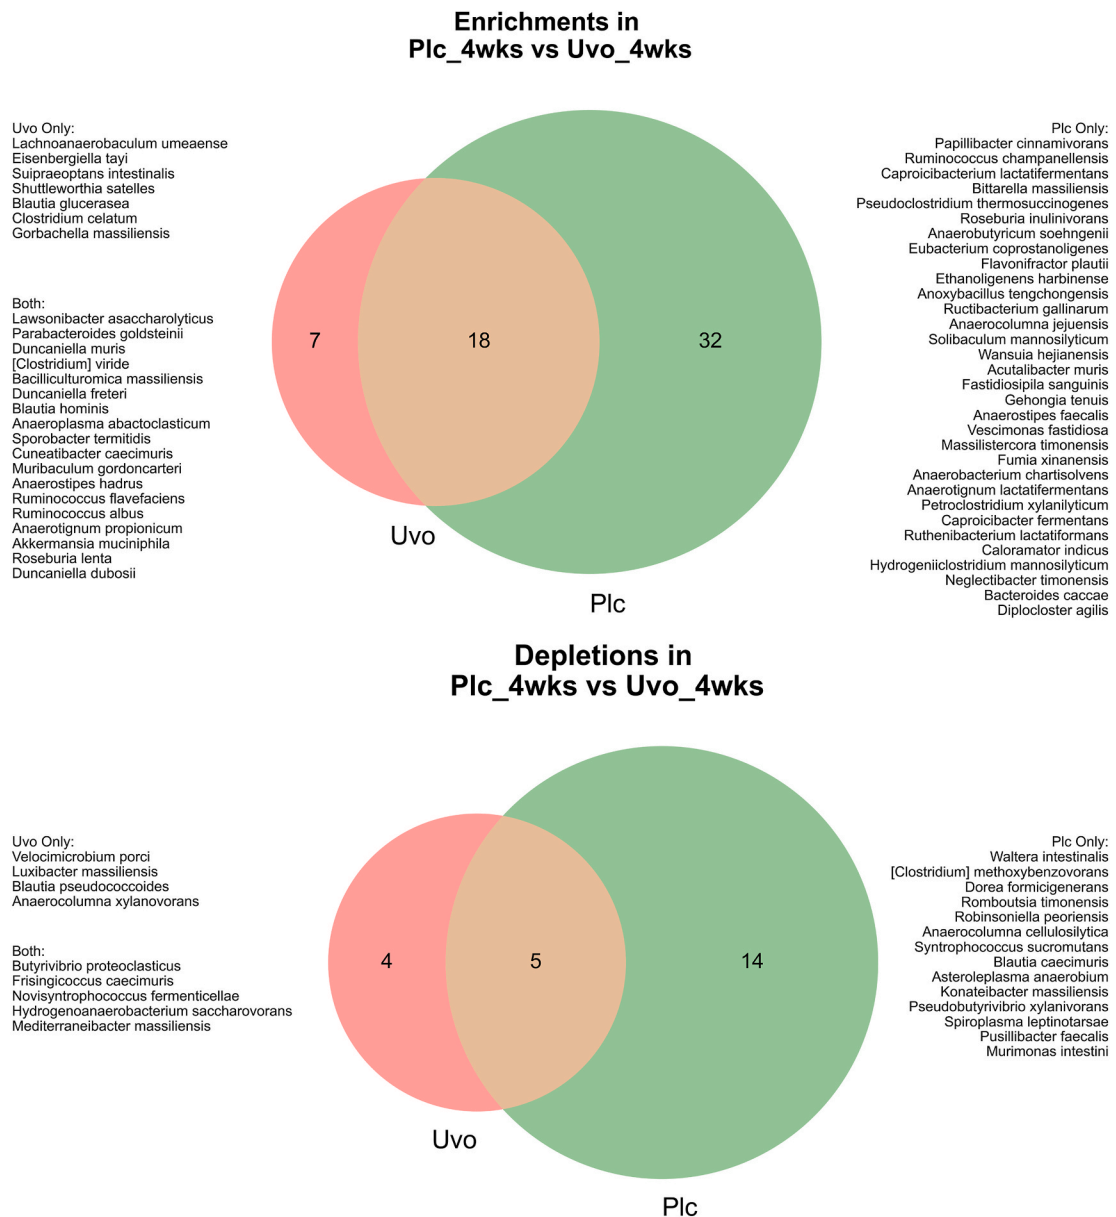 Enrichments in
Plc_4wks vs Uvo_4wks
Uvo Only:
Lachnoanaerobaculum umeaense
Eisenbergiella tayi
Suipraeoptans intestinalis
Shuttleworthia satelles
Blautia glucerasea
Clostridium celatum
Gorbachella massiliensis
Both:
Lawsonibacter asaccharolyticus
Parabacteroides goldsteinii
Duncaniella muris
[Clostridium] viride
Bacilliculturomica massiliensis
Duncaniella freteri
Blautia hominis
Anaeroplasma abactoclasticum
Sporobacter termitidis
Cuneatibacter caecimuris
Muribaculum gordoncarteri
Anaerostipes hadrus
Ruminococcus flavefaciens
Ruminococcus albus
Anaerotignum propionicum
Akkermansia muciniphila
Roseburia lenta
Duncaniella dubosii
7
18
32
Uvo
Plc
Plc Only:
Papillibacter cinnamivorans
Ruminococcus champanellensis
Caproicibacterium lactatifermentans
Bittarella massiliensis
Pseudoclostridium thermosuccinogenes
Roseburia inulinivorans
Anaerobutyricum soehngenii
Eubacterium coprostanoligenes
Flavonifractor plautii
Ethanoligenens harbinense
Anoxybacillus tengchongensis
Ructibacterium gallinarum
Anaerocolumna jejuensis
Solibaculum mannosilyticum
Wansuia hejianensis
Acutalibacter muris
Fastidiosipila sanguinis
Gehongia tenuis
Anaerostipes faecalis
Vescimonas fastidiosa
Massilistercora timonensis
Fumia xinanensis
Anaerobacterium chartisolvens
Anaerotignum lactatifermentans
Petroclostridium xylanilyticum
Caproicibacter fermentans
Ruthenibacterium lactatiformans
Caloramator indicus
Hydrogeniiclostridium mannosilyticum
Neglectibacter timonensis
Bacteroides caccae
Diplocloster agilis
Depletions in
Plc_4wks vs Uvo_4wks
Uvo Only:
Velocimicrobium porci
Luxibacter massiliensis
Blautia pseudococcoides
Anaerocolumna xylanovorans
Both:
Butyrivibrio proteoclasticus
Frisingicoccus caecimuris
Novisyntrophococcus fermenticellae
Hydrogenoanaerobacterium saccharovorans
Mediterraneibacter massiliensis
4
5
14
Uvo
Plc
Plc Only:
Waltera intestinalis
[Clostridium] methoxybenzovorans
Dorea formicigenerans
Romboutsia timonensis
Robinsoniella peoriensis
Anaerocolumna cellulosilytica
Syntrophococcus sucromutans
Blautia caecimuris
Asteroleplasma anaerobium
Konateibacter massiliensis
Pseudobutyrivibrio xylanivorans
Spiroplasma leptinotarsae
Pusillibacter faecalis
Murimonas intestini